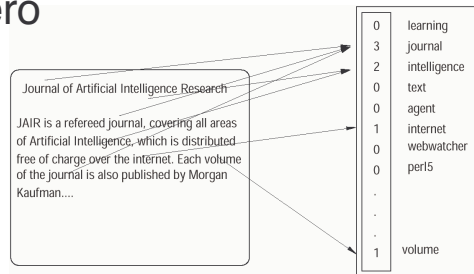 ero
Journal of Artificial Intelligence Research
JAIR is a refereed journal, covering all areas
of Artificial Intelligence, which is distributed
free of charge over the internet. Each volume
of the journal is also published by Morgan
Kaufman....
0 learning
3 journal
2 intelligence
0 text
0 agent
1 internet
0 webwatcher
0 perl5
.
.
.
1 volume